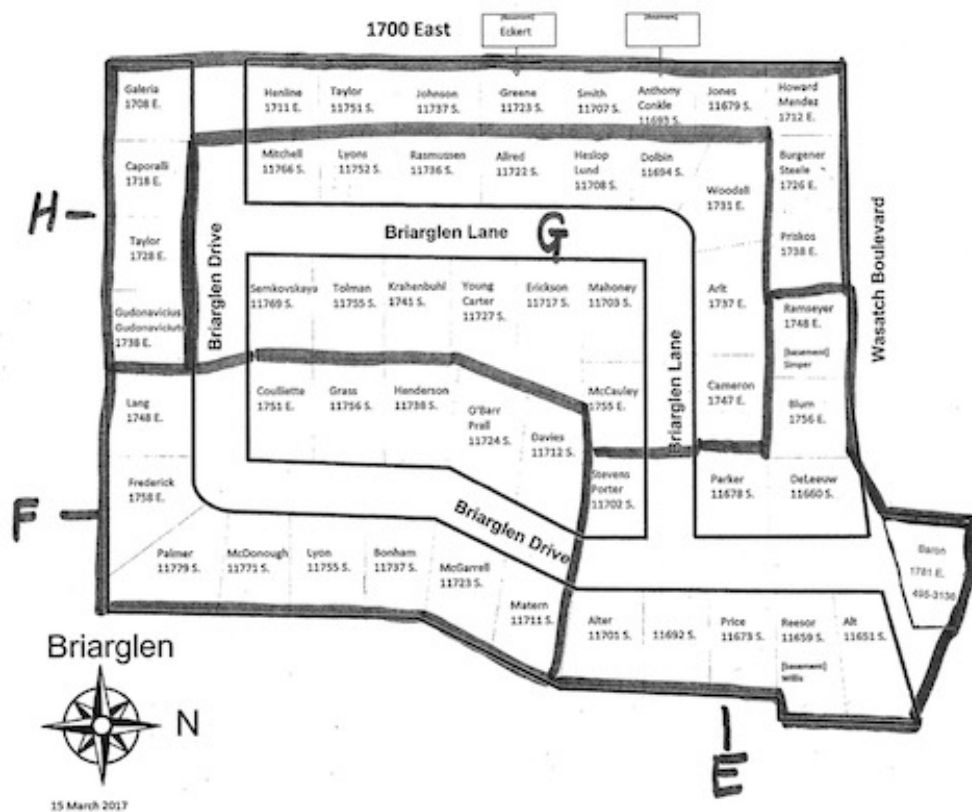 1700 East
[Basement]
Eckert
Galeria
1708 E.
Henline
1711 E.
Taylor
11751 S.
Johnson
11737 S.
Greene
11723 S.
Smith
11707 S.
Anthony
Conkle
11693 S.
Jones
11679 S.
Howard
Mendez
1712 E.
Caporalli
1718 E.
Mitchell
11766 S.
Lyons
11752 S.
Rasmussen
11736 S.
Allred
11722 S.
Heslop
Lund
11708 S.
Dolbin
11694 S.
Woodall
1731 E.
Burgener
Steele
1726 E.
H-
Taylor
1728 E.
Briarglen Drive
Briarglen Lane
G
Priskos
1738 E.
Wasatch Boulevard
Gudonavicius
Gudonaviciute
1738 E.
Semkovskaya
11769 S.
Tolman
11755 S.
Krahenbuhl
1741 S.
Young
Carter
11727 S.
Erickson
11717 S.
Mahoney
11703 S.
Arlt
1737 E.
Ramseyer
1748 E.
[basement]
Simper
Briarglen Lane
Lang
1748 E.
Coulliette
1751 E.
Grass
11756 S.
Henderson
11738 S.
O'Barr
Prall
11724 S.
Davies
11712 S.
McCauley
1755 E.
Cameron
1747 E.
Blum
1756 E.
F-
Frederick
1758 E.
Stevens
Porter
11702 S.
Parker
11678 S.
DeLeeuw
11660 S.
Briarglen Drive
Palmer
11779 S.
McDonough
11771 S.
Lyon
11755 S.
Bonham
11737 S.
McGarrell
11723 S.
Matern
11711 S.
Baron
1781 E.
495-3136
Alter
11701 S.
11692 S.
Price
11673 S.
Reesor
11659 S.
[basement]
Willis
Alt
11651 S.
E
Briarglen
N
15 March 2017